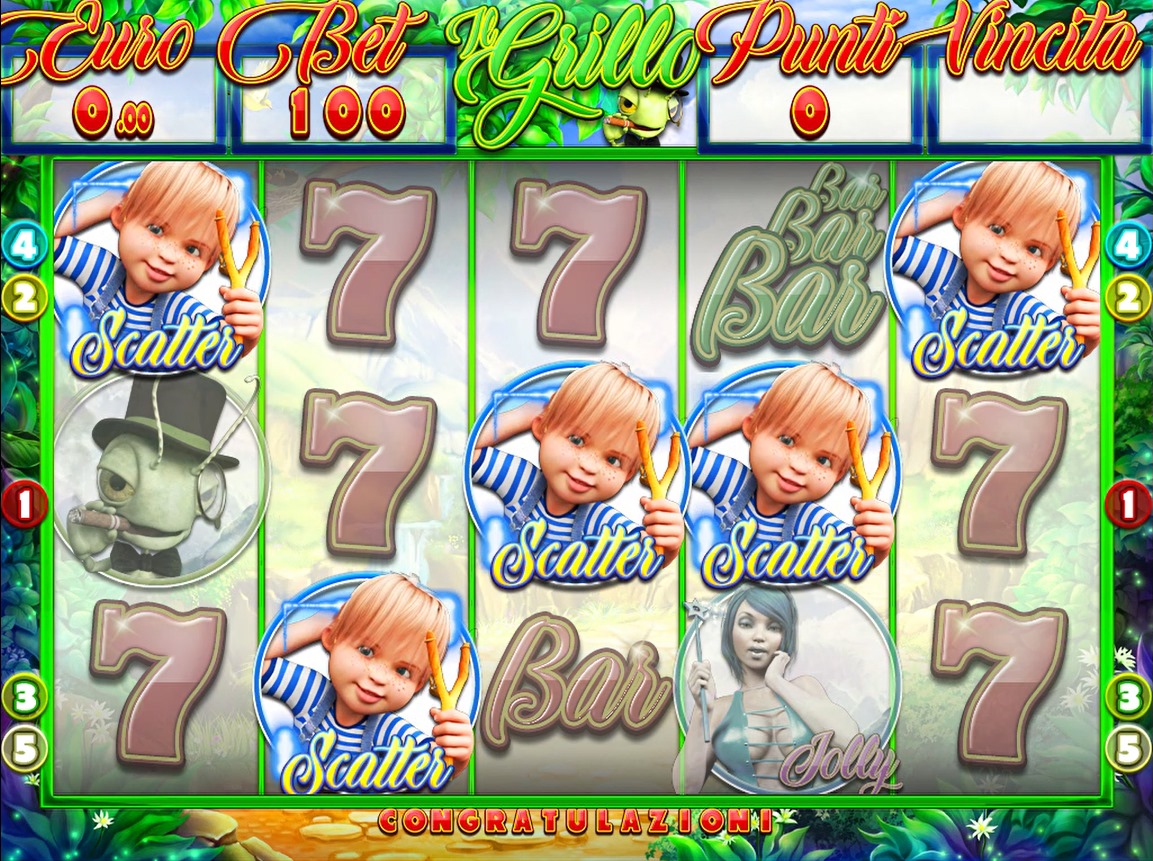 Euro Bet Il Grillo Punti Vincita
0.00 100 0
Scatter 7 7 Bar Bar Bar Scatter
4 4
2 2
7 Scatter Scatter 7
1 1
7 Scatter Bar Jolly 7
3 3
5 5
CONGRATULAZIONI